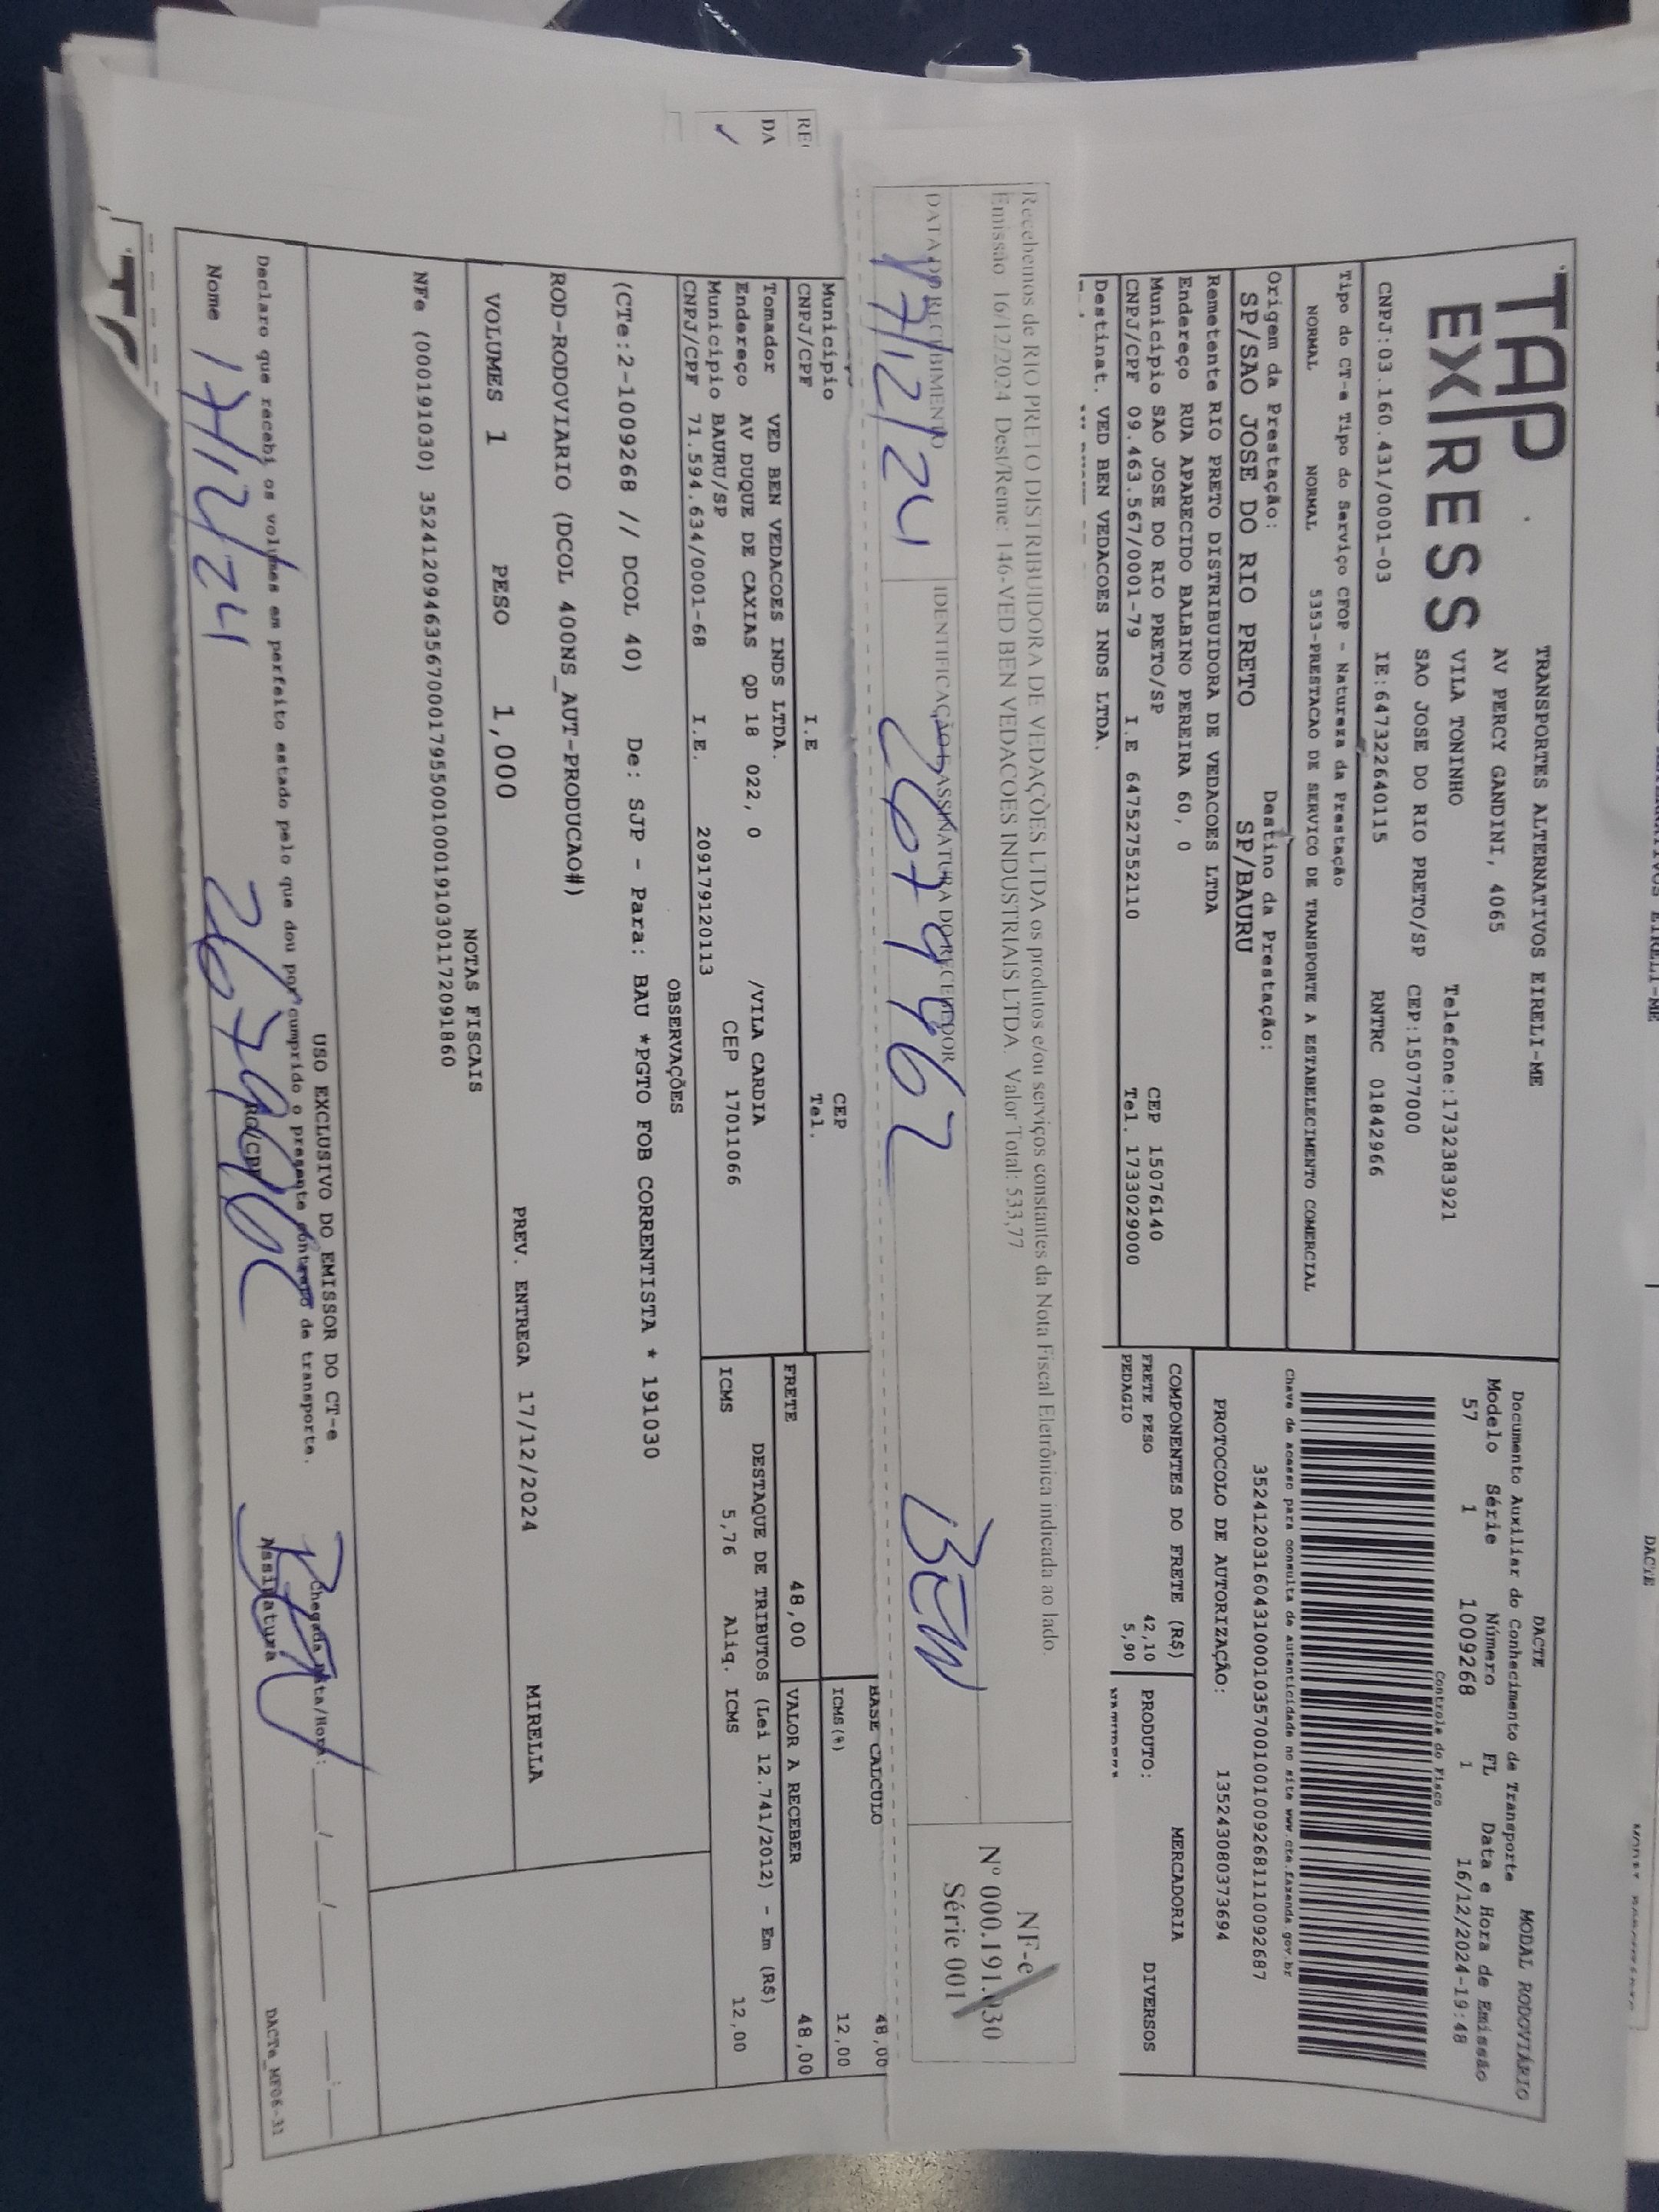 TAP
EXPRESS
TRANSPORTES ALTERNATIVOS EIRELI-ME
AV PERCY GANDINI, 4065
VILA TONINHO Telefone:1732383921
SAO JOSE DO RIO PRETO/SP CEP:15077000
CNPJ:03.160.431/0001-03 IE:647322640115 RNTRC 01842966
DACTE MODAL RODOVIÁRIO
Documento Auxiliar do Conhecimento de Transporte
Modelo Série Número FL Data e Hora de Emissão
57 1 1009268 1 16/12/2024-19:48
Controle do Fisco
Chave de acesso para consulta de autenticidade no site www.cte.fazenda.gov.br
35241203160431000103570010010092681110092687
PROTOCOLO DE AUTORIZAÇÃO: 135243080373694
Tipo do CT-e Tipo do Serviço CFOP - Natureza da Prestação
NORMAL NORMAL 5353-PRESTACAO DE SERVICO DE TRANSPORTE A ESTABELECIMENTO COMERCIAL
Origem da Prestação: Destino da Prestação:
SP/SAO JOSE DO RIO PRETO SP/BAURU
Remetente RIO PRETO DISTRIBUIDORA DE VEDACOES LTDA
Endereço RUA APARECIDO BALBINO PEREIRA 60, 0
Município SAO JOSE DO RIO PRETO/SP CEP 15076140
CNPJ/CPF 09.463.567/0001-79 I.E 647527552110 Tel. 1733029000
Destinat. VED BEN VEDACOES INDS LTDA.
COMPONENTES DO FRETE (R$)
FRETE PESO 42,10
PEDAGIO 5,90
PRODUTO: MERCADORIA DIVERSOS
Recebemos de RIO PRETO DISTRIBUIDORA DE VEDAÇÕES LTDA os produtos e/ou serviços constantes da Nota Fiscal Eletrônica indicada ao lado.
Emissão 16/12/2024 Dest/Reme: 146-VED BEN VEDACOES INDUSTRIAIS LTDA. Valor Total: 533,77
DATA DO RECEBIMENTO IDENTIFICAÇÃO E ASSINATURA DO RECEBEDOR
17/12/24 BEN
NF-e
Nº 000.191.030
Série 001
Município CEP
CNPJ/CPF I.E Tel.
BASE CALCULO 48,00
ICMS(%) 12,00
Tomador VED BEN VEDACOES INDS LTDA.
Endereço AV DUQUE DE CAXIAS QD 18 022, 0 /VILA CARDIA
Município BAURU/SP CEP 17011066
CNPJ/CPF 71.594.634/0001-68 I.E. 209179120113
FRETE 48,00 VALOR A RECEBER 48,00
DESTAQUE DE TRIBUTOS (Lei 12.741/2012) - Em (R$)
ICMS 5,76 Aliq. ICMS 12,00
OBSERVAÇÕES
(CTe:2-1009268 // DCOL 40) De: SJP - Para: BAU *PGTO FOB CORRENTISTA * 191030
ROD-RODOVIARIO (DCOL 400NS_AUT-PRODUCAO#)
VOLUMES 1 PESO 1,000 PREV. ENTREGA 17/12/2024 MIRELLA
NOTAS FISCAIS
NFe (000191030) 35241209463567000179550010001910301172091860
USO EXCLUSIVO DO EMISSOR DO CT-e
Declaro que recebi os volumes em perfeito estado pelo que dou por cumprido o presente contrato de transporte.
Chegada Data/Hora: ___/___/_____ ___:___
Nome 17/12/24 RG/CPF Assinatura
DACTe_MF06-31